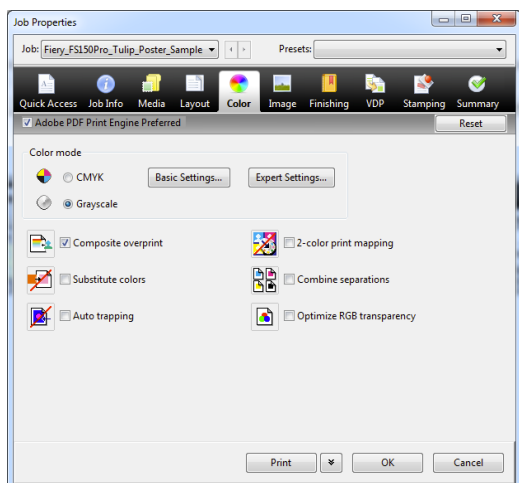 Job Properties
Job: Fiery_FS150Pro_Tulip_Poster_Sample Presets:
Quick Access Job Info Media Layout Color Image Finishing VDP Stamping Summary
Adobe PDF Print Engine Preferred Reset
Color mode
CMYK Basic Settings... Expert Settings...
Grayscale
Composite overprint 2-color print mapping
Substitute colors Combine separations
Auto trapping Optimize RGB transparency
Print OK Cancel